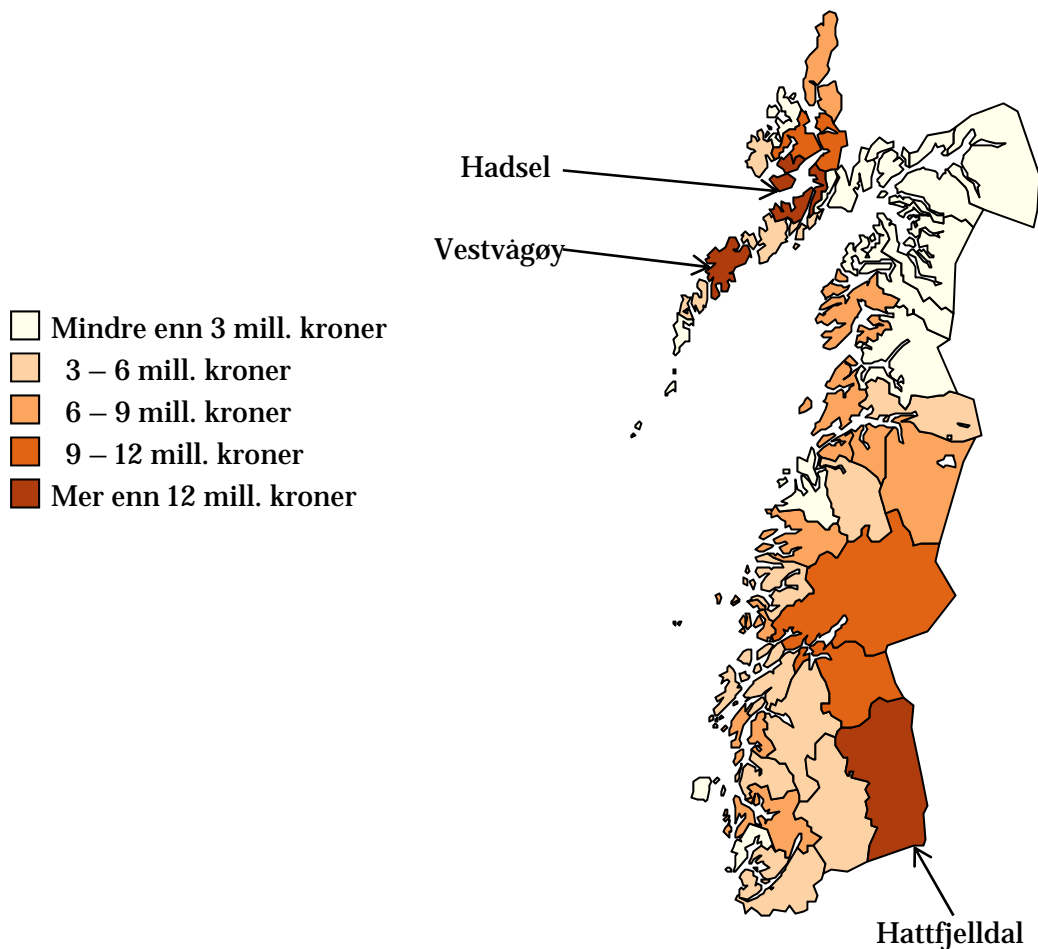 Hadsel
Vestvågøy
Mindre enn 3 mill. kroner
3 – 6 mill. kroner
6 – 9 mill. kroner
9 – 12 mill. kroner
Mer enn 12 mill. kroner
Hattfjelldal